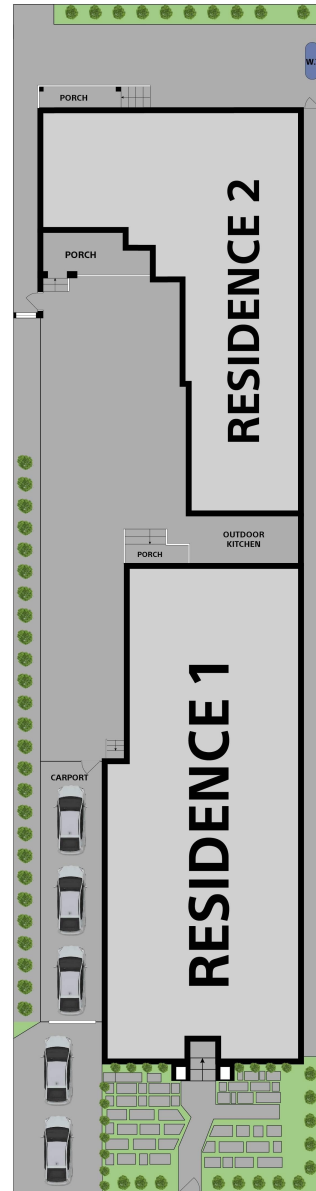 W.
PORCH
RESIDENCE 2
PORCH
OUTDOOR
KITCHEN
PORCH
RESIDENCE 1
CARPORT